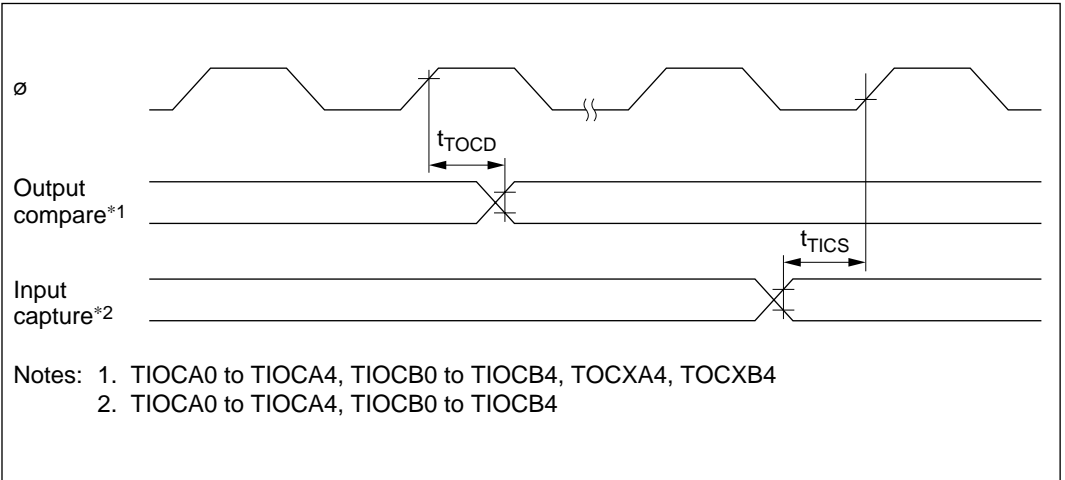 ø
tTOCD
Output
compare*1
tTICS
Input
capture*2
Notes: 1. TIOCA0 to TIOCA4, TIOCB0 to TIOCB4, TOCXA4, TOCXB4
2. TIOCA0 to TIOCA4, TIOCB0 to TIOCB4